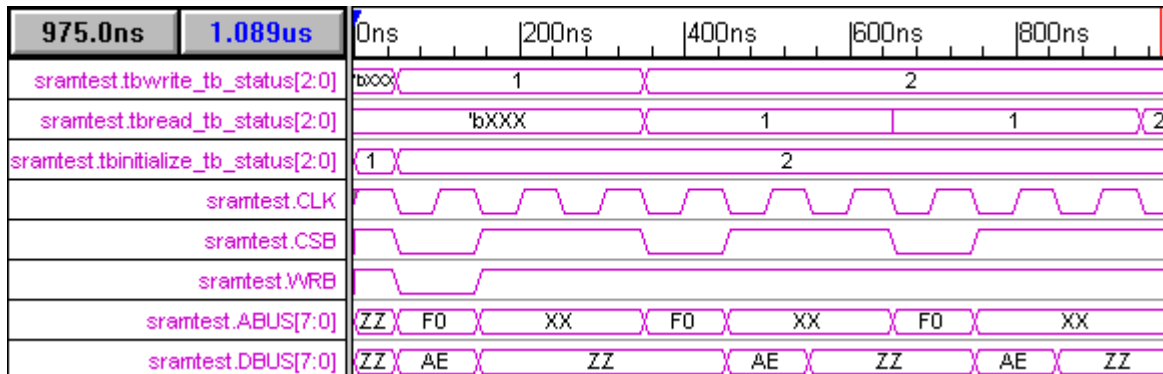 975.0ns 1.089us 0ns 200ns 400ns 600ns 800ns
sramtest.tbwrite_tb_status[2:0] 'bXXX 1 2
sramtest.tbread_tb_status[2:0] 'bXXX 1 1 2
sramtest.tbinitialize_tb_status[2:0] 1 2
sramtest.CLK
sramtest.CSB
sramtest.WRB
sramtest.ABUS[7:0] ZZ F0 XX F0 XX F0 XX
sramtest.DBUS[7:0] ZZ AE ZZ AE ZZ AE ZZ